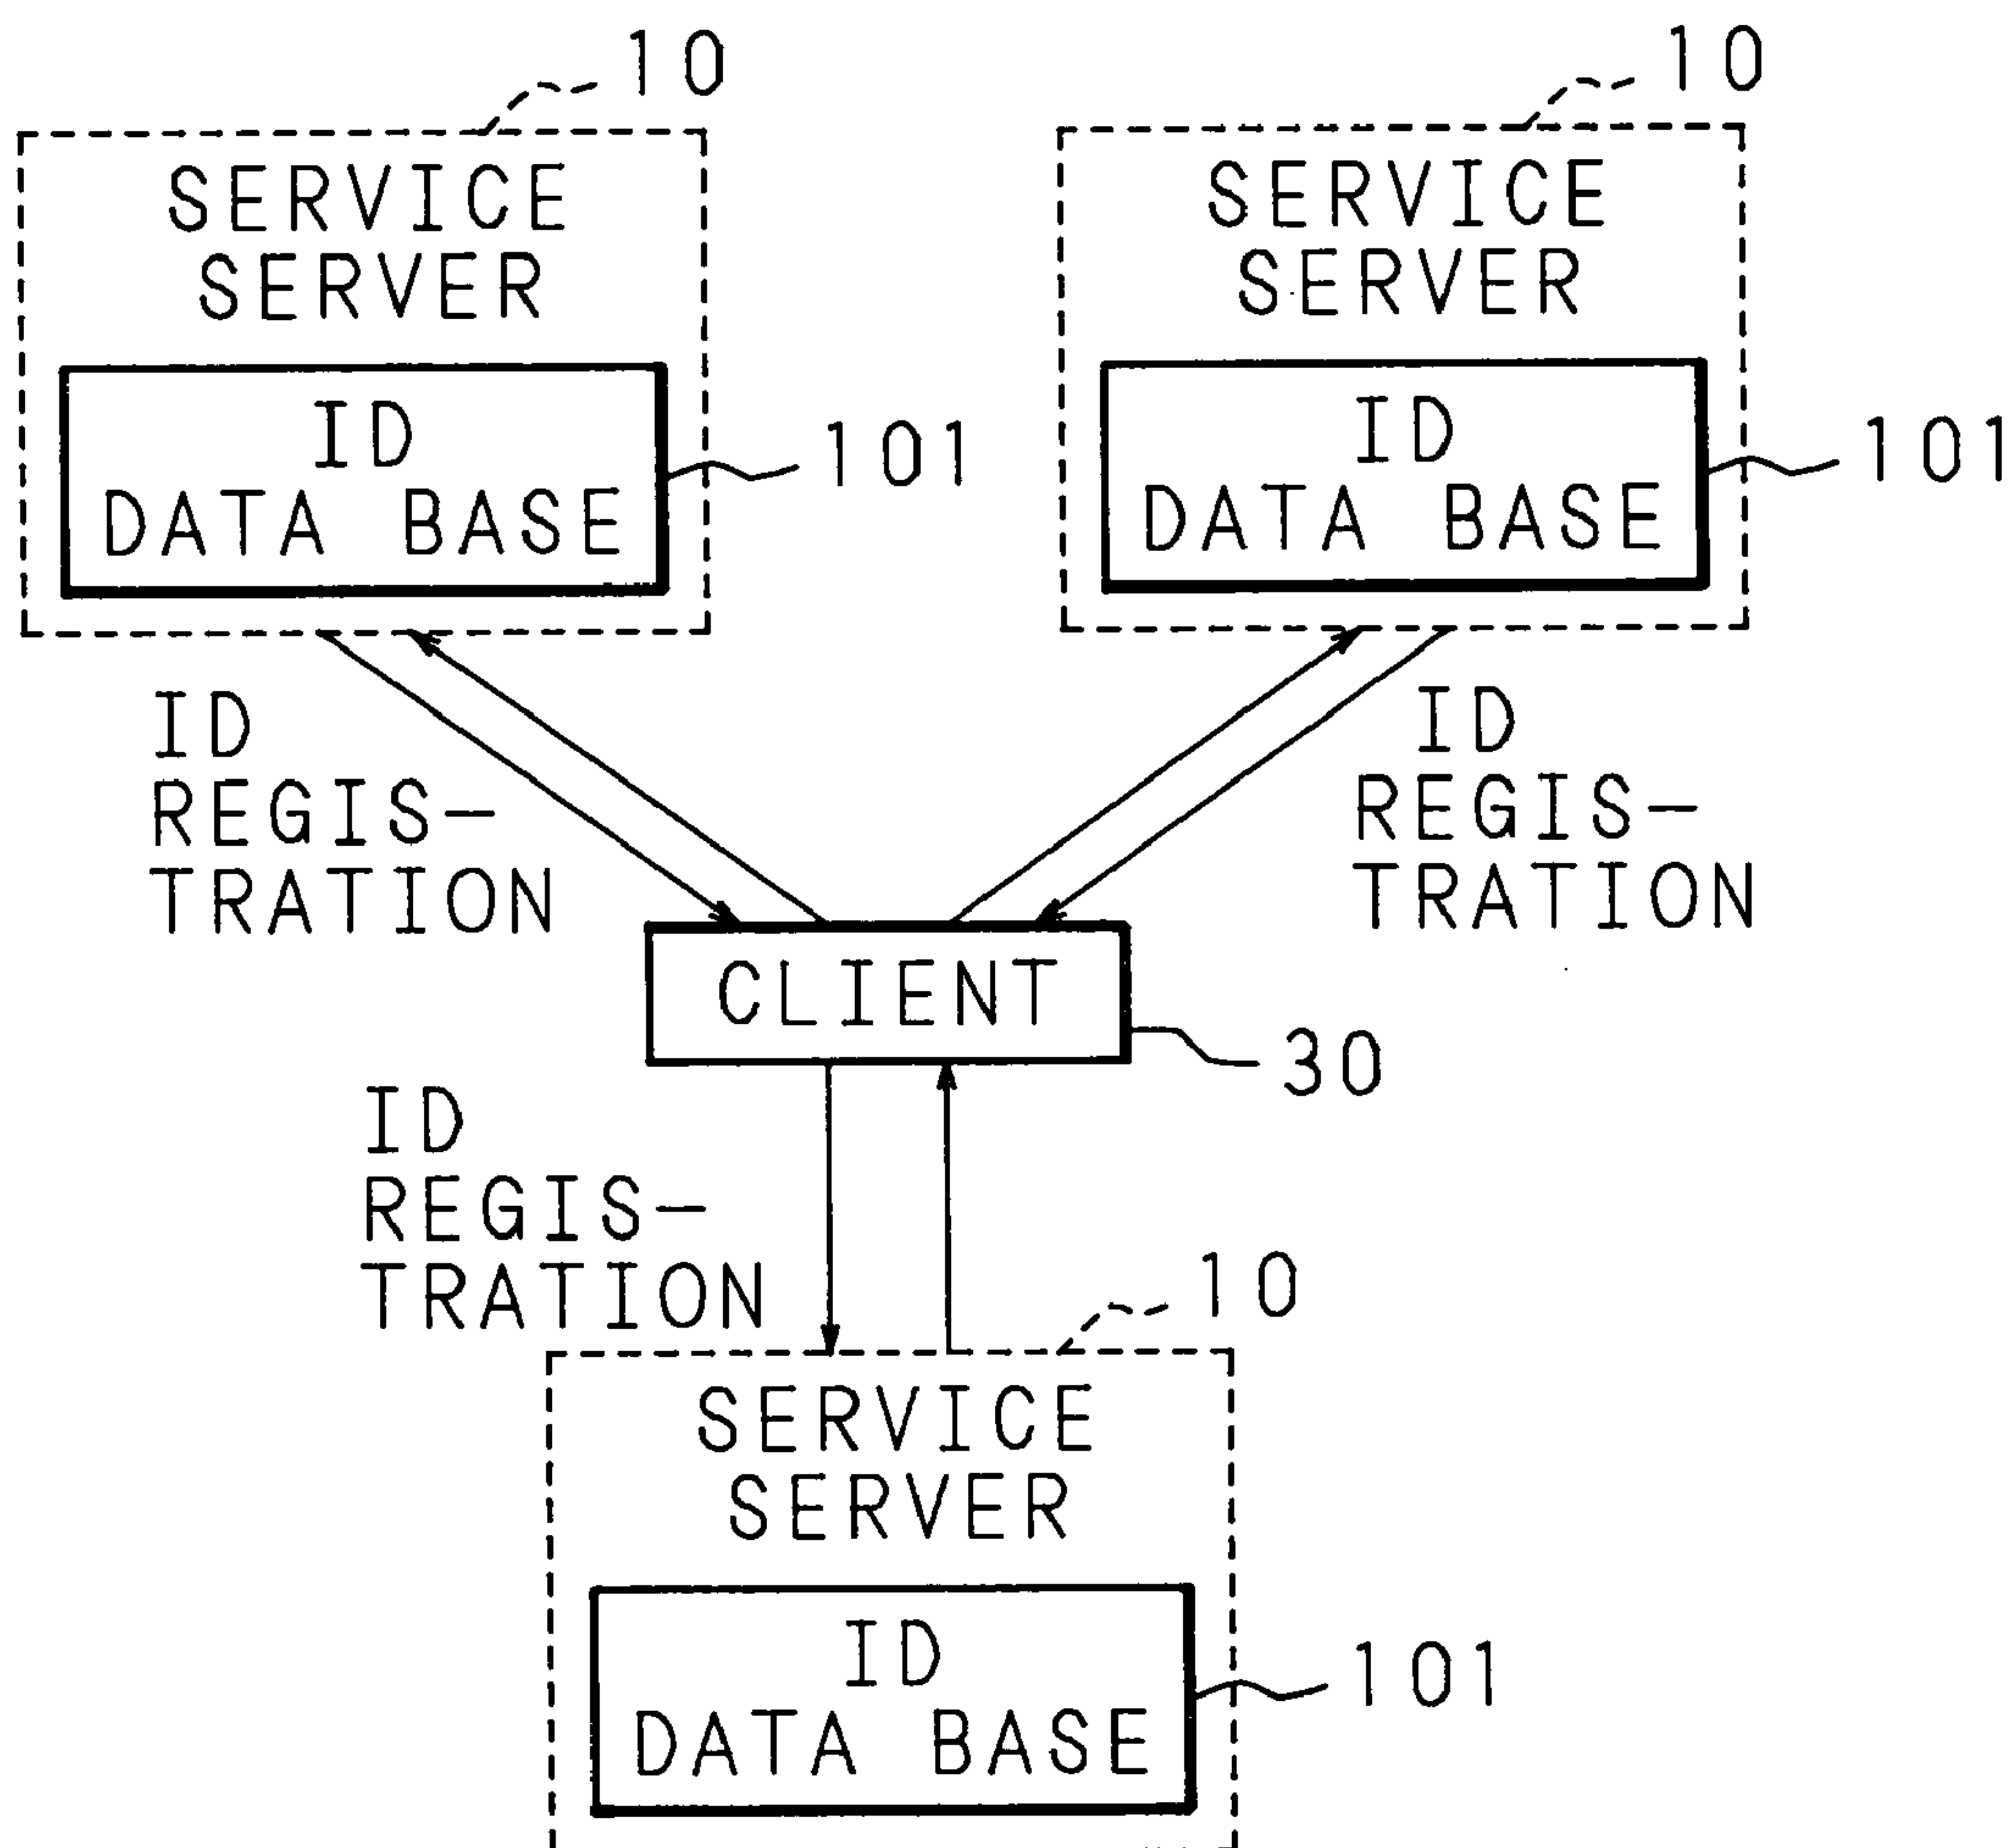 10
SERVICE
SERVER
ID
DATA BASE
101
10
SERVICE
SERVER
ID
DATA BASE
101
ID
REGIS-
TRATION
ID
REGIS-
TRATION
CLIENT
30
ID
REGIS-
TRATION
10
SERVICE
SERVER
ID
DATA BASE
101